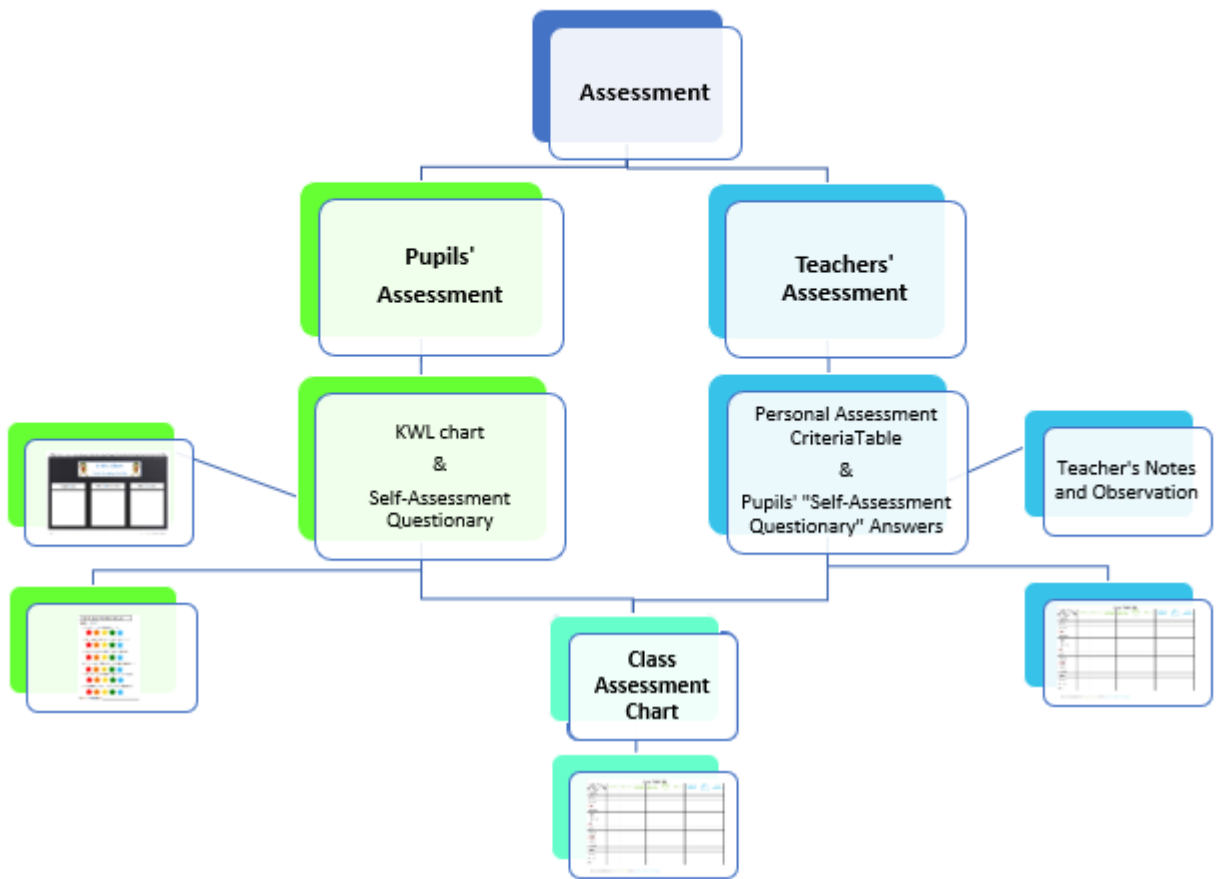 Assessment
Pupils'
Assessment
Teachers'
Assessment
KWL chart
&
Self-Assessment
Questionary
Personal Assessment
CriteriaTable
&
Pupils' "Self-Assessment
Questionary" Answers
Teacher's Notes
and Observation
Class
Assessment
Chart